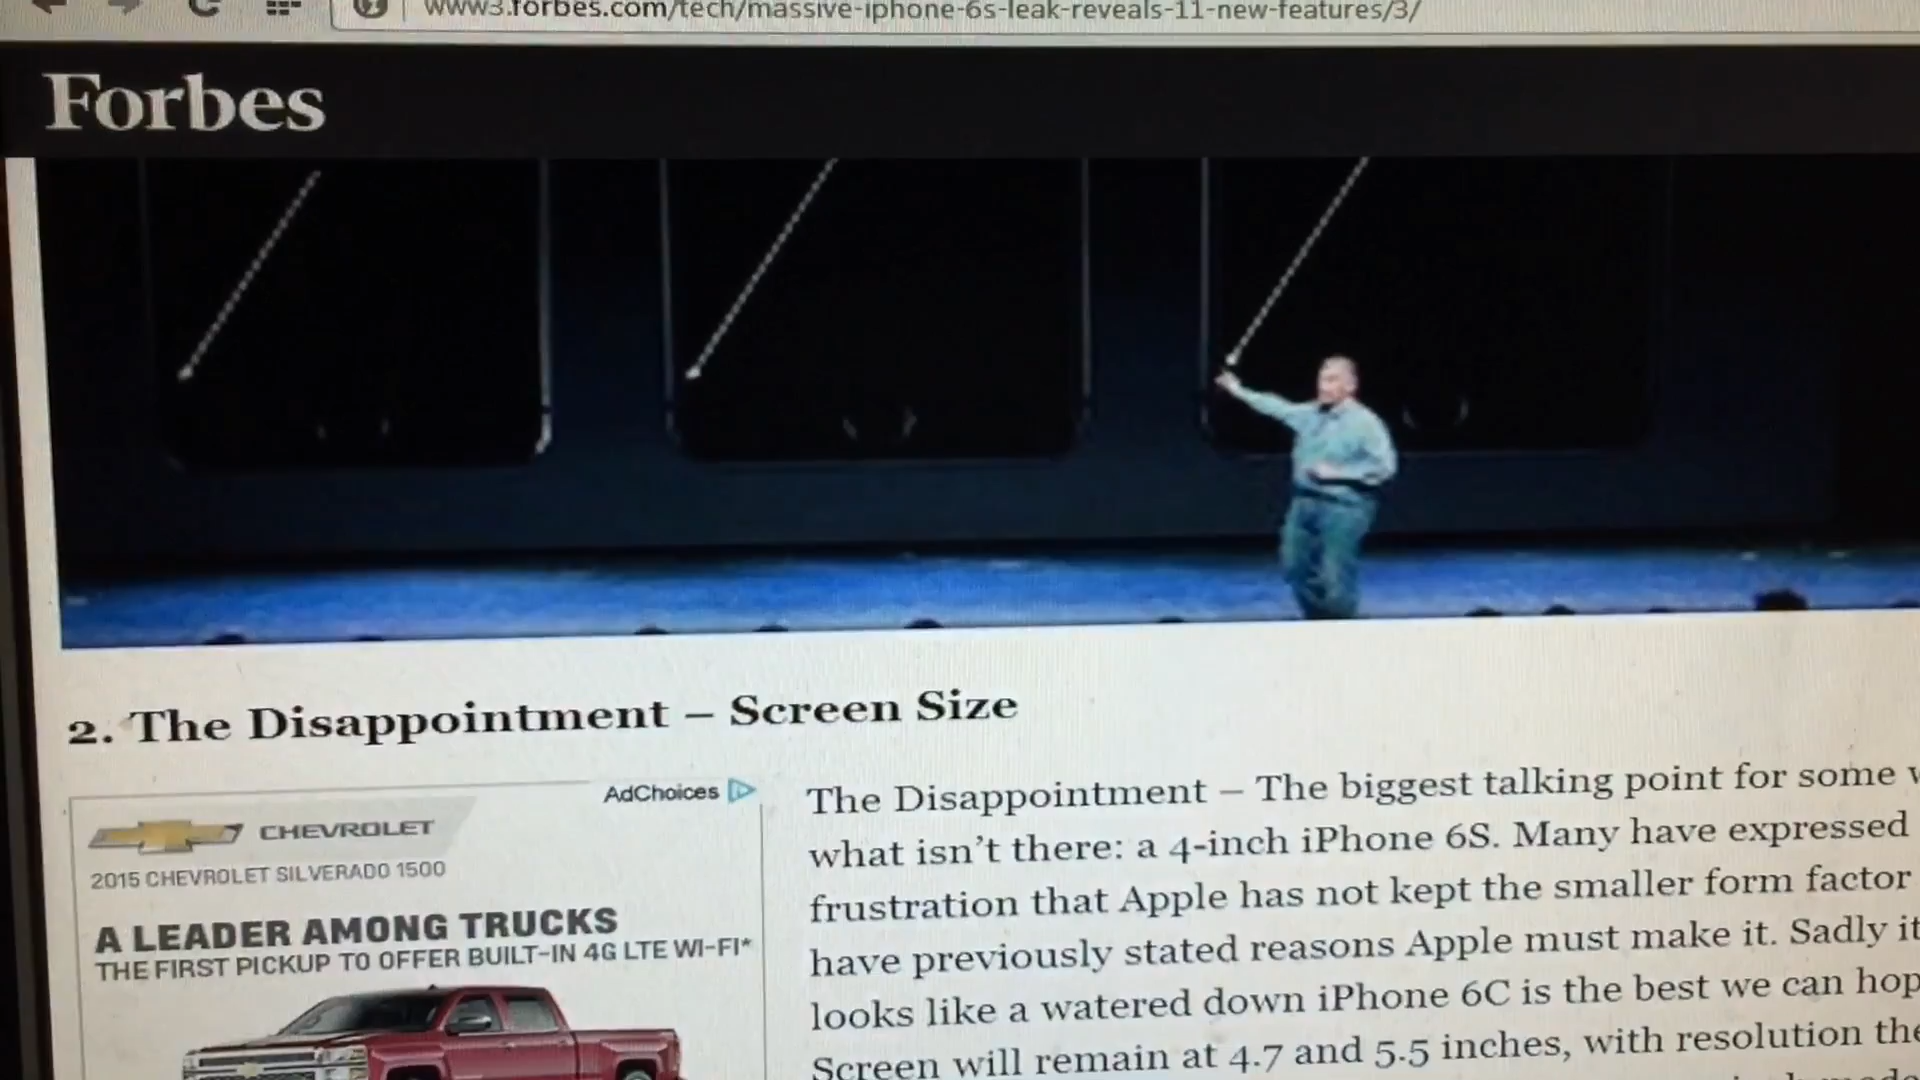 www3.forbes.com/tech/massive-iphone-6s-leak-reveals-11-new-features/3/
Forbes
2. The Disappointment – Screen Size
AdChoices
CHEVROLET
2015 CHEVROLET SILVERADO 1500
A LEADER AMONG TRUCKS
THE FIRST PICKUP TO OFFER BUILT-IN 4G LTE WI-FI*
The Disappointment – The biggest talking point for some
what isn't there: a 4-inch iPhone 6S. Many have expressed
frustration that Apple has not kept the smaller form factor
have previously stated reasons Apple must make it. Sadly it
looks like a watered down iPhone 6C is the best we can
Screen will remain at 4.7 and 5.5 inches, with resolution